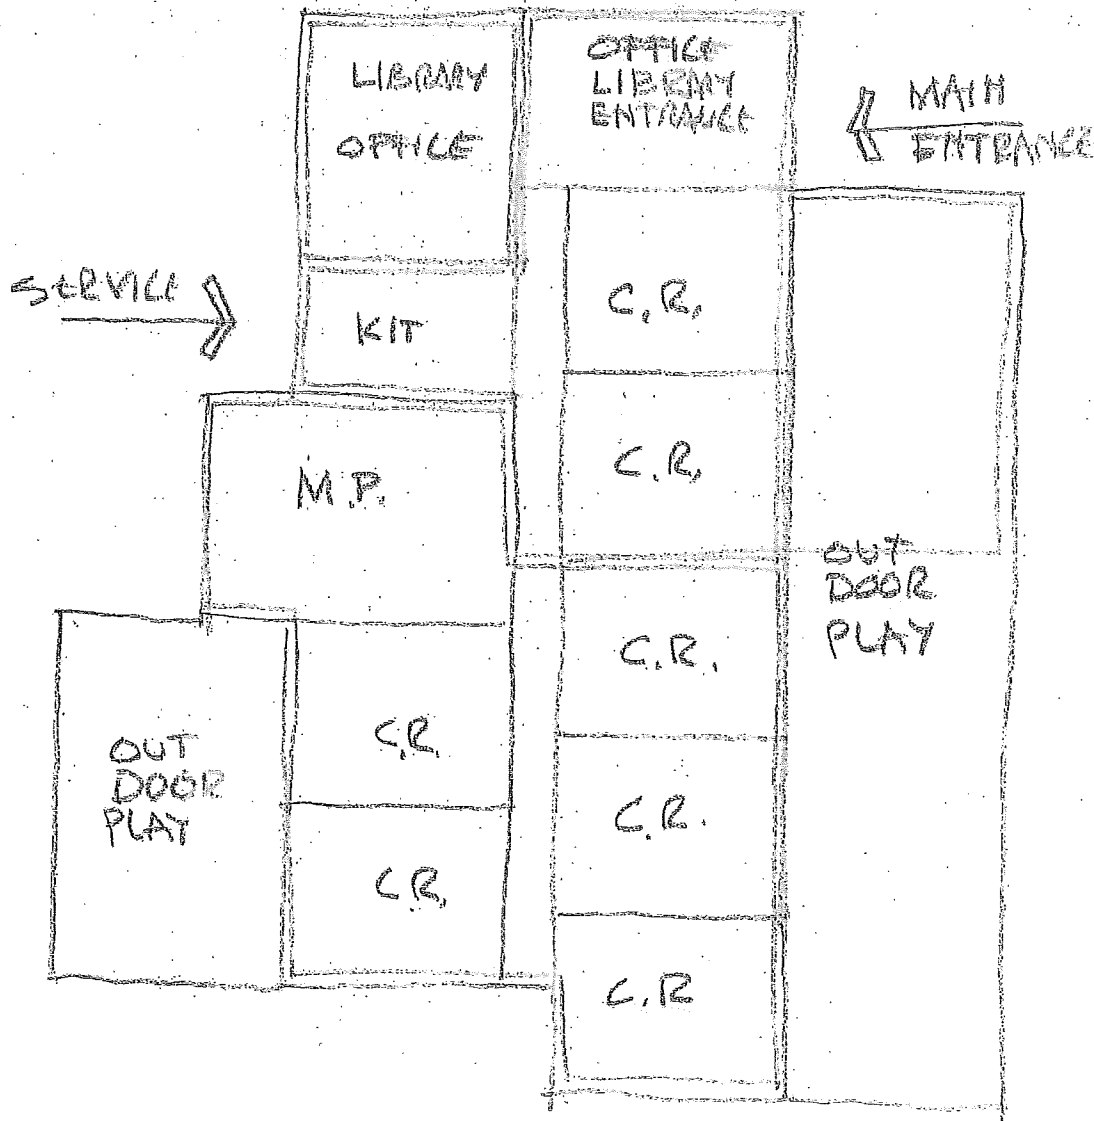 LIBRARY
OFFICE
OFFICE
LIBRARY
ENTRANCE
MAIN
ENTRANCE
SERVICE
KIT
C.R.
C.R.
M.P.
OUT
DOOR
PLAY
C.R.
C.R.
OUT
DOOR
PLAY
C.R.
C.R.
C.R